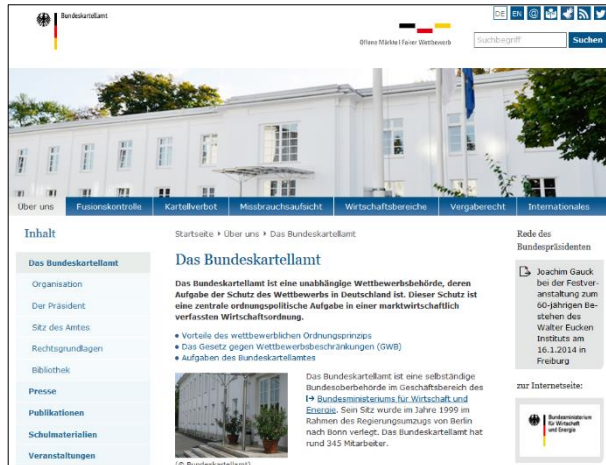 Bundeskartellamt
DE EN
Offene Märkte | Fairer Wettbewerb
Suchbegriff
Suchen
Über uns
Fusionskontrolle
Kartellverbot
Missbrauchsaufsicht
Wirtschaftsbereiche
Vergaberecht
Internationales
Inhalt
Das Bundeskartellamt
Organisation
Der Präsident
Sitz des Amtes
Rechtsgrundlagen
Bibliothek
Presse
Publikationen
Schulmaterialien
Veranstaltungen
Startseite Über uns Das Bundeskartellamt
Das Bundeskartellamt
Das Bundeskartellamt ist eine unabhängige Wettbewerbsbehörde, deren
Aufgabe der Schutz des Wettbewerbs in Deutschland ist. Dieser Schutz ist
eine zentrale ordnungspolitische Aufgabe in einer marktwirtschaftlich
verfassten Wirtschaftsordnung.
Vorteile des wettbewerblichen Ordnungsprinzips
Das Gesetz gegen Wettbewerbsbeschränkungen (GWB)
Aufgaben des Bundeskartellamtes
Das Bundeskartellamt ist eine selbständige
Bundesoberbehörde im Geschäftsbereich des
Bundesministeriums für Wirtschaft und
Energie. Sein Sitz wurde im Jahre 1999 im
Rahmen des Regierungsumzugs von Berlin
nach Bonn verlegt. Das Bundeskartellamt hat
rund 345 Mitarbeiter.
(© Bundeskartellamt)
Rede des
Bundespräsidenten
Joachim Gauck
bei der Festver-
anstaltung zum
60-jährigen Be-
stehen des
Walter Eucken
Instituts am
16.1.2014 in
Freiburg
zur Internetseite:
Bundesministerium
für Wirtschaft
und Energie